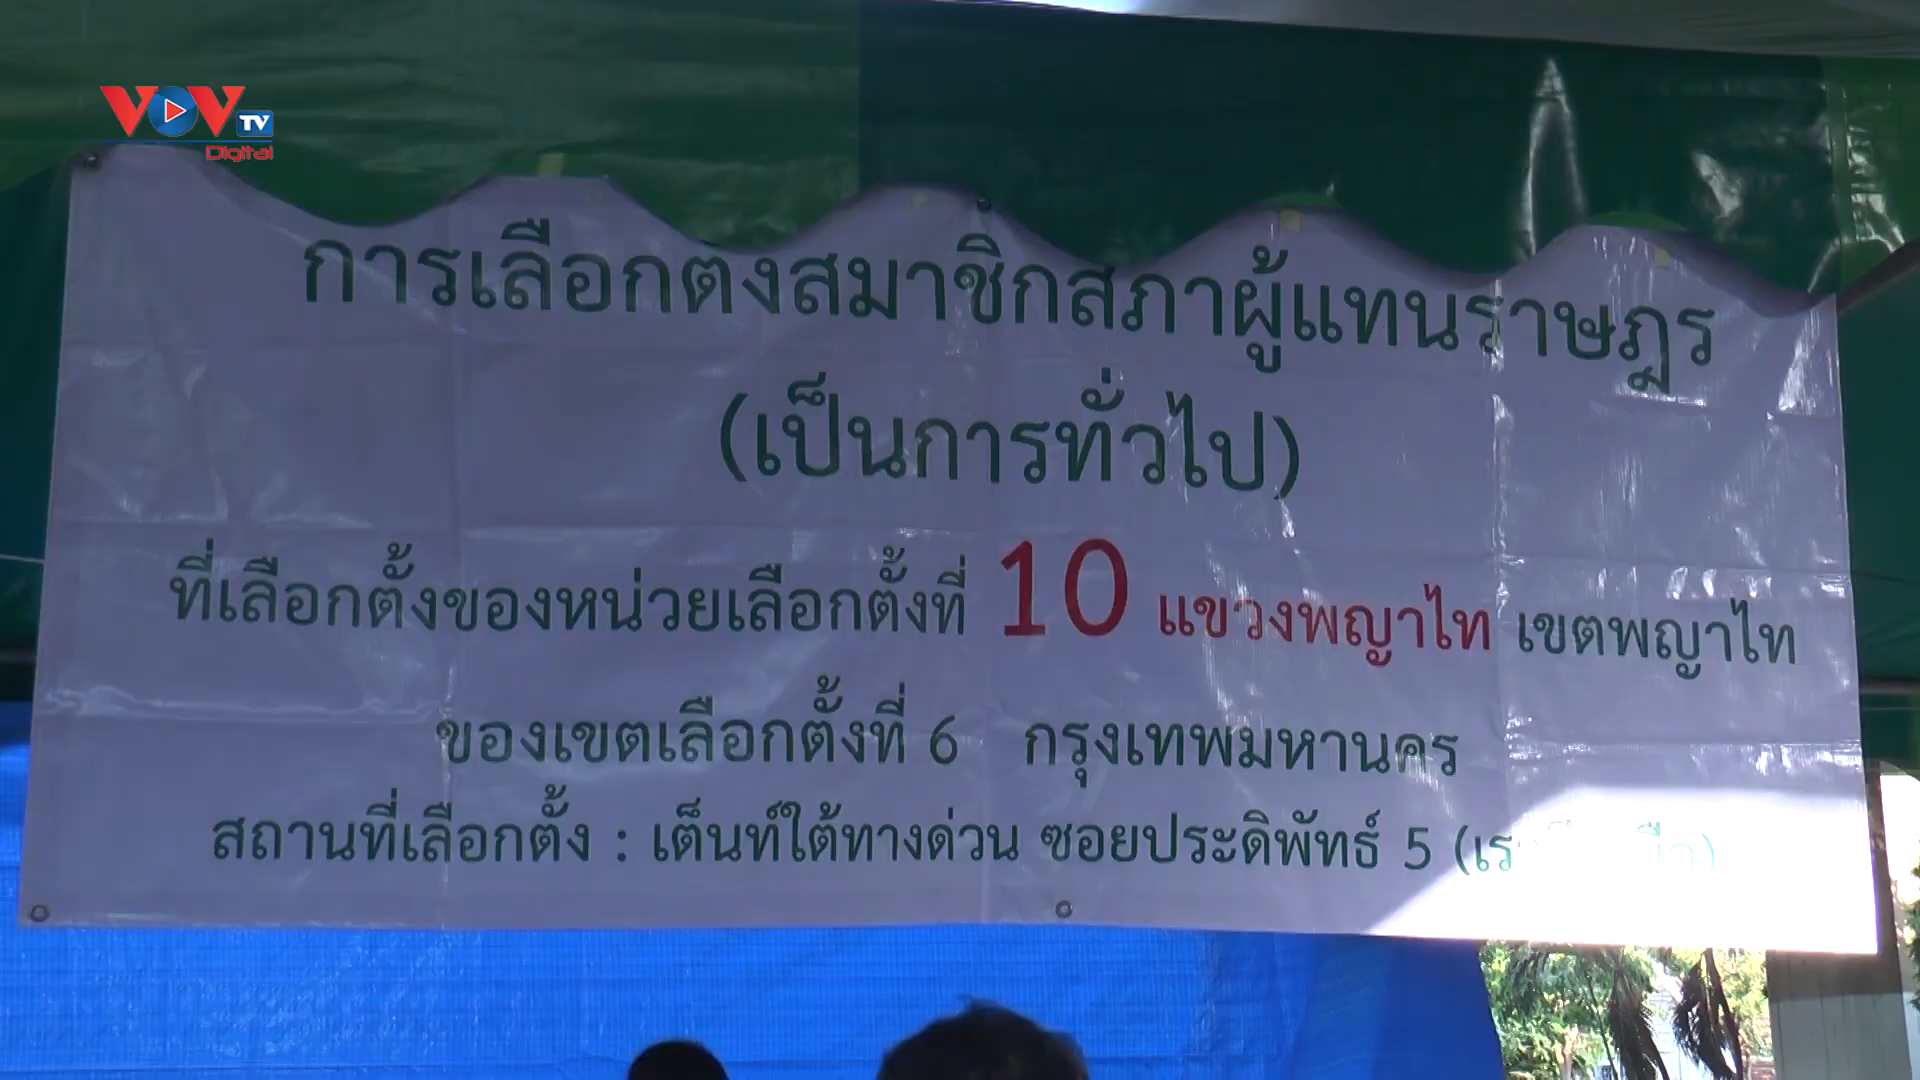 VOV TV
Digital
การเลือกตั้งสมาชิกสภาผู้แทนราษฎร
(เป็นการทั่วไป)
ที่เลือกตั้งของหน่วยเลือกตั้งที่ 10 แขวงพญาไท เขตพญาไท
ของเขตเลือกตั้งที่ 6 กรุงเทพมหานคร
สถานที่เลือกตั้ง : เต็นท์ใต้ทางด่วน ซอยประดิพัทธ์ 5